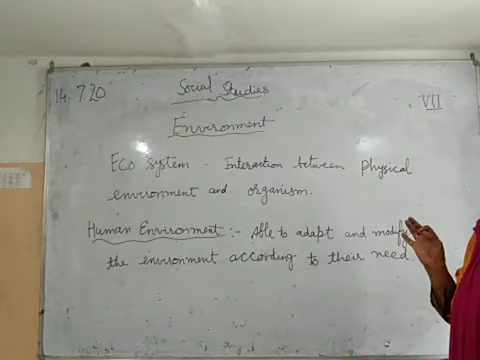 14.7.20
Social Studies
VII
Environment
Eco system - Interaction between physical
environment and organism.
Human Environment :- Able to adapt and modify
the environment according to their need